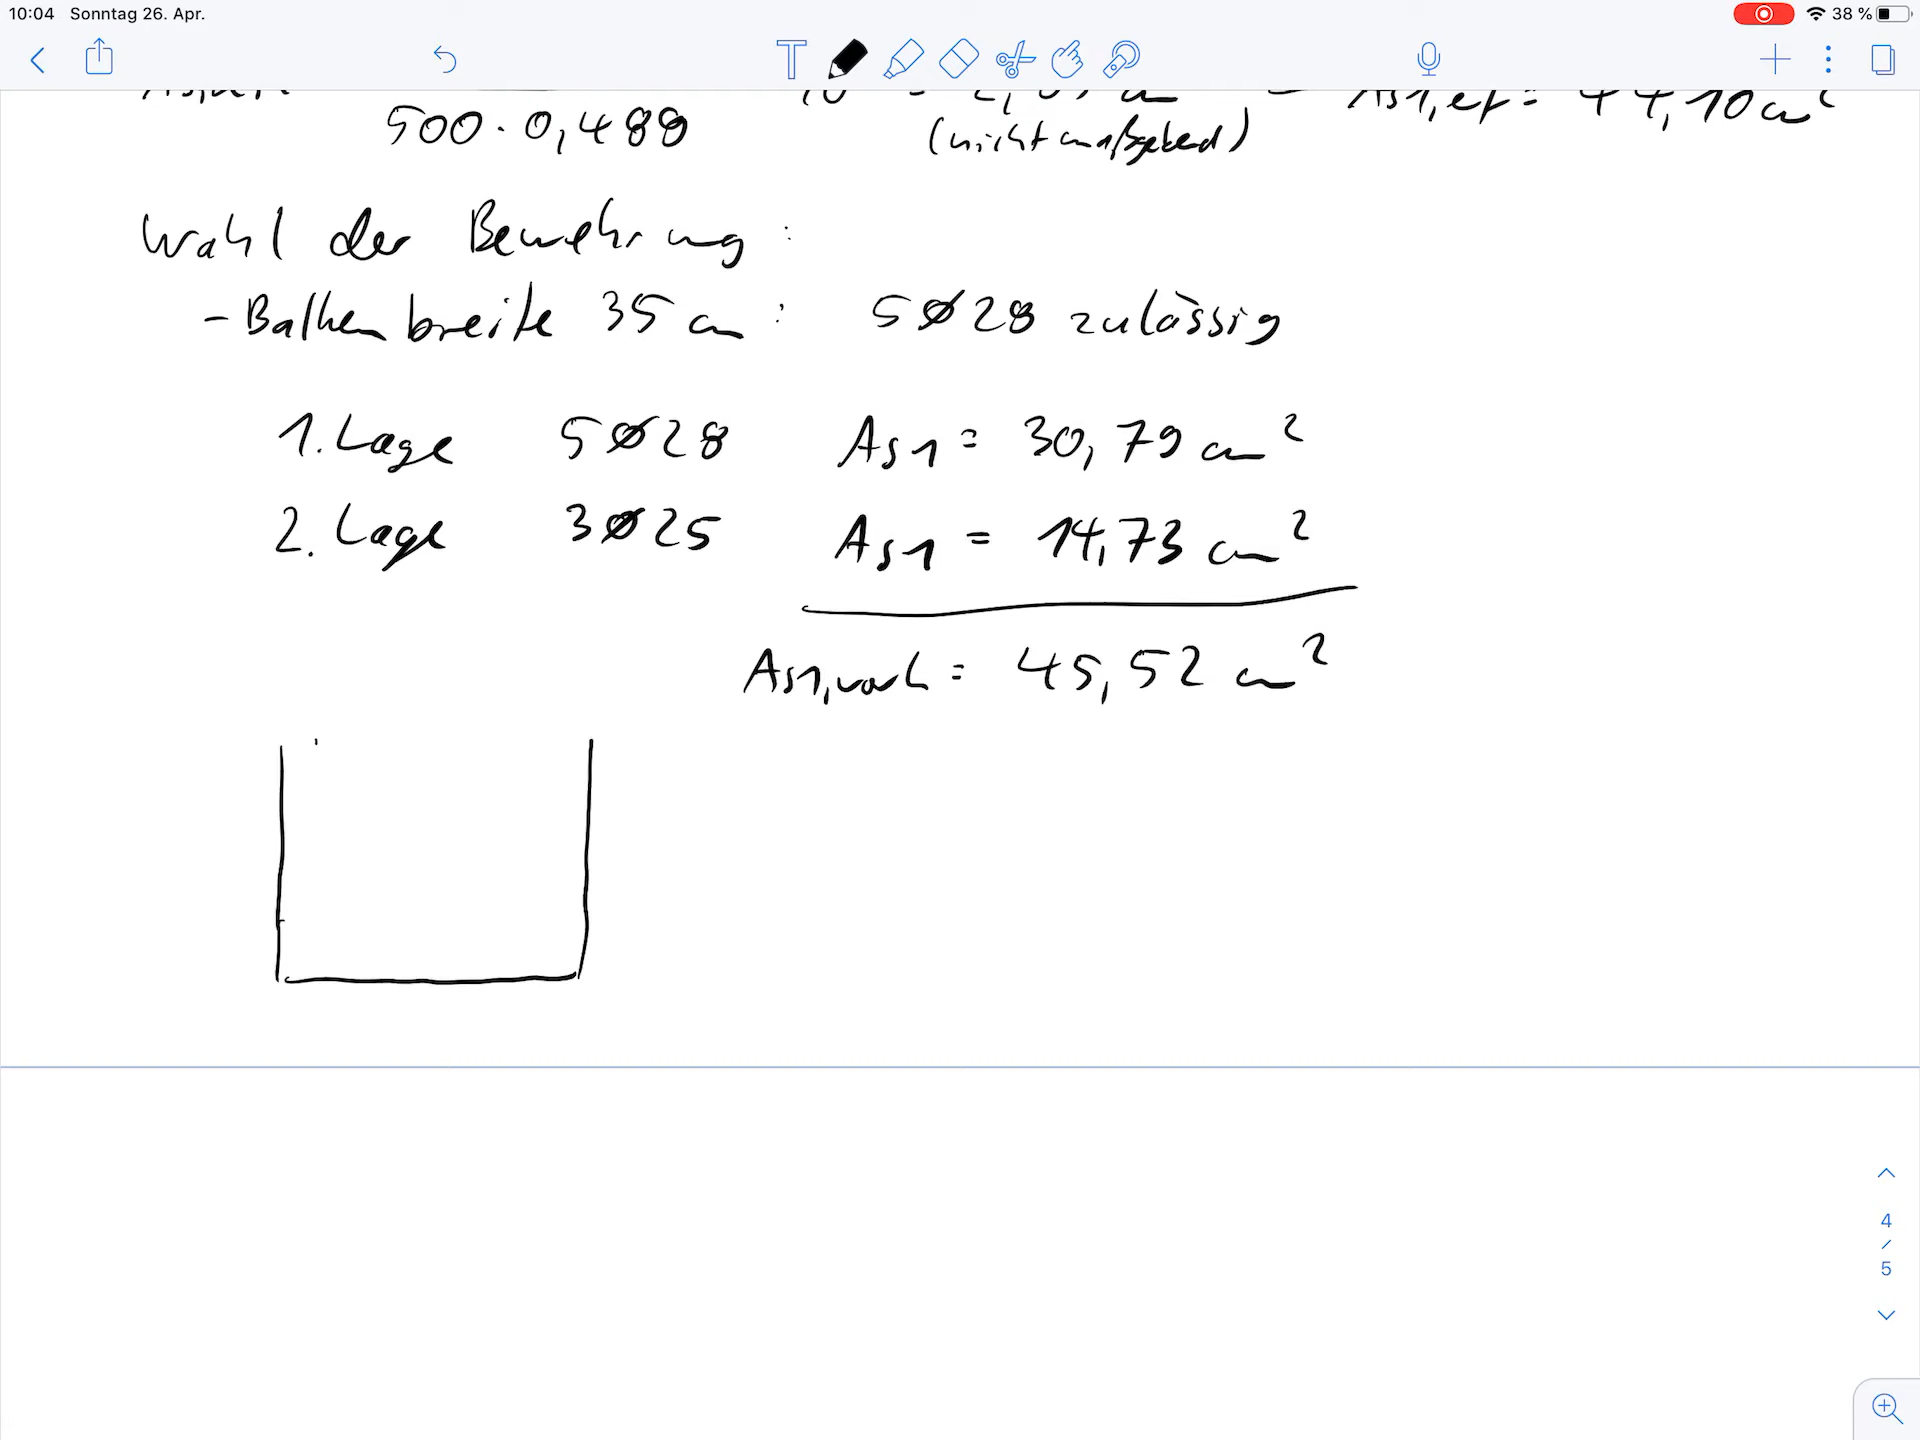 10:04 Sonntag 26. Apr. 38 %
500 · 0,488 (nicht maßgebend) As1,erf = 44,10 cm²
Wahl der Bewehrung :
- Balkenbreite 35 cm : 5Ø28 zulässig
1. Lage 5Ø28 As1 = 30,79 cm²
2. Lage 3Ø25 As1 = 14,73 cm²
As1,vorh = 45,52 cm²
4
/
5